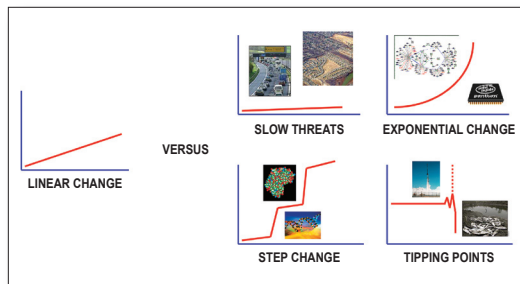 SLOW THREATS
EXPONENTIAL CHANGE
VERSUS
LINEAR CHANGE
STEP CHANGE
TIPPING POINTS